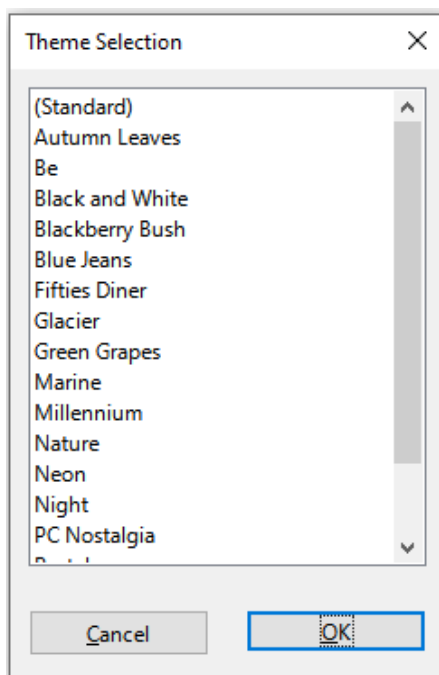 Theme Selection
(Standard)
Autumn Leaves
Be
Black and White
Blackberry Bush
Blue Jeans
Fifties Diner
Glacier
Green Grapes
Marine
Millennium
Nature
Neon
Night
PC Nostalgia
Cancel
OK